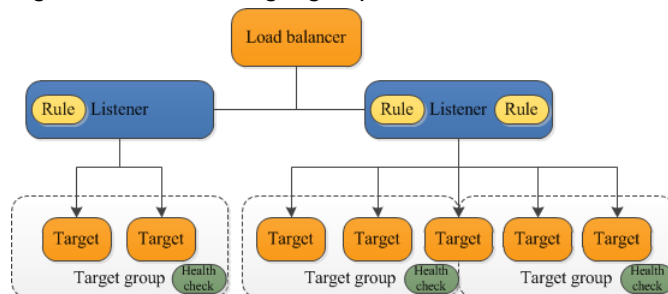 Load balancer
Rule Listener
Rule Listener Rule
Target Target
Target Target Target Target Target
Target group Health check
Target group Health check
Target group Health check